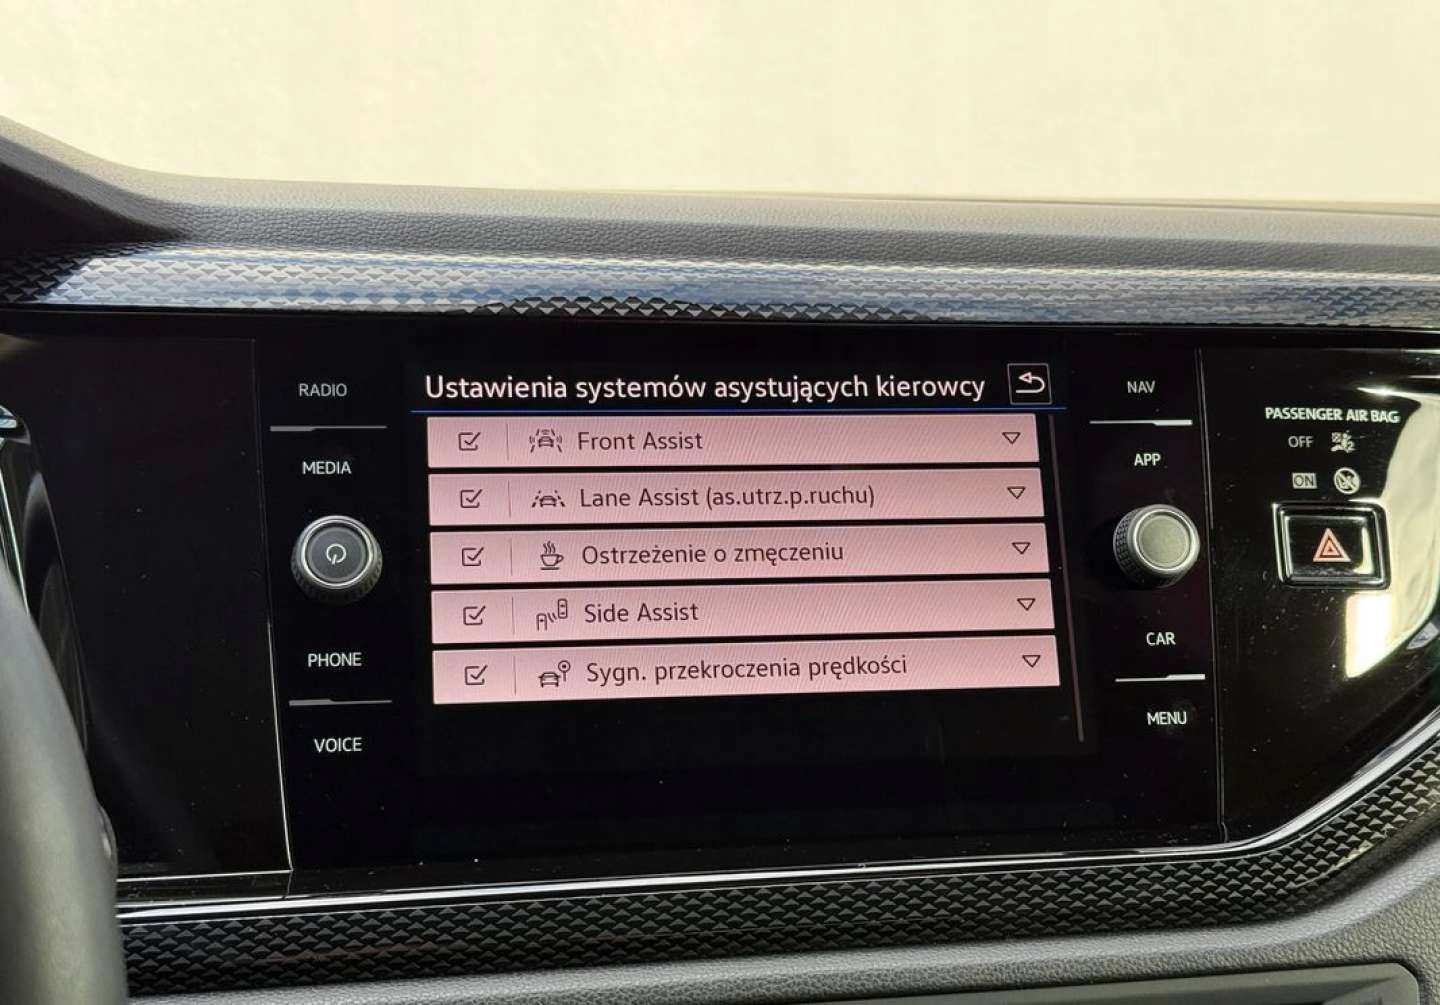 RADIO
MEDIA
PHONE
VOICE
Ustawienia systemów asystujących kierowcy
Front Assist
Lane Assist (as.utrz.p.ruchu)
Ostrzeżenie o zmęczeniu
Side Assist
Sygn. przekroczenia prędkości
NAV
APP
CAR
MENU
PASSENGER AIR BAG
OFF
ON